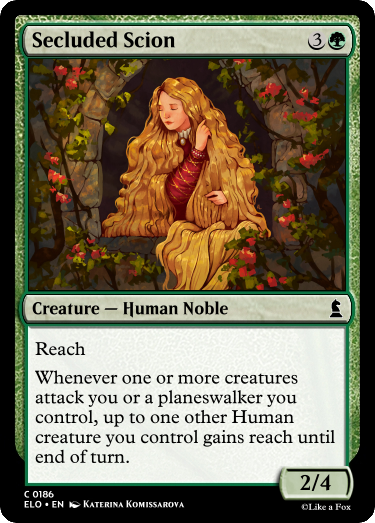 Secluded Scion 3
Creature — Human Noble
Reach
Whenever one or more creatures
attack you or a planeswalker you
control, up to one other Human
creature you control gains reach until
end of turn.
2/4
C 0186
ELO • EN KATERINA KOMISSAROVA
©Like a Fox